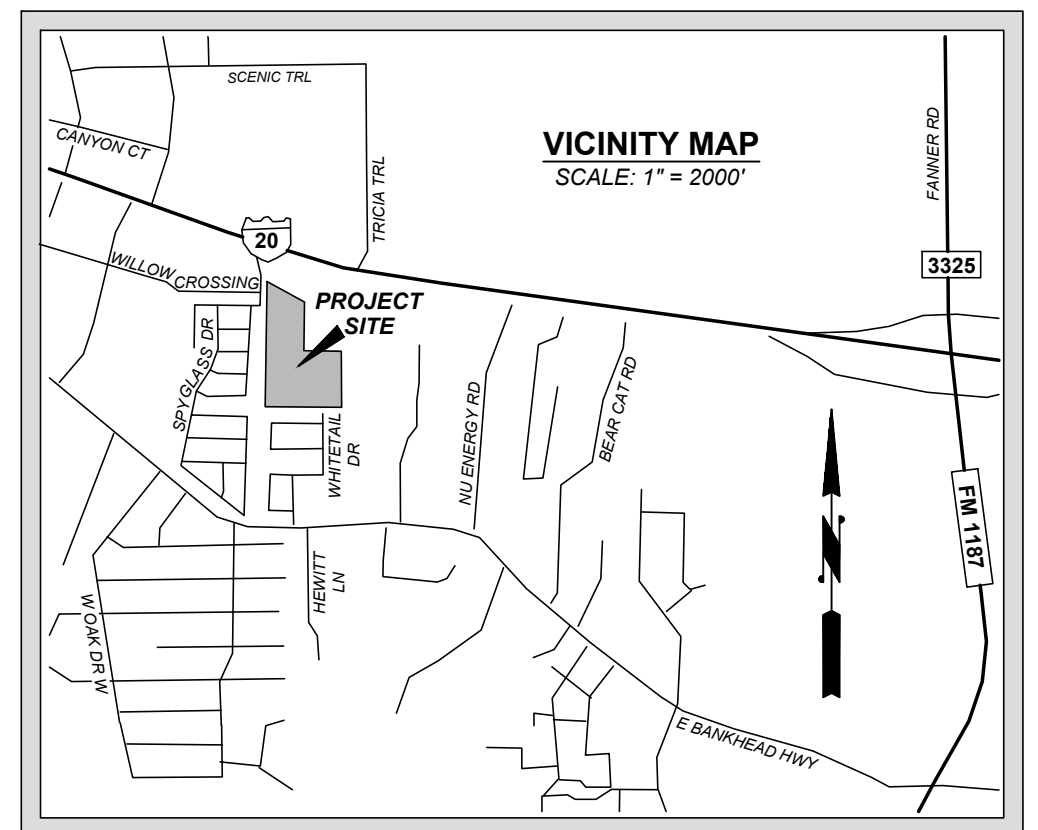 SCENIC TRL
CANYON CT
VICINITY MAP
SCALE: 1" = 2000'
FANNER RD
TRICIA TRL
20
3325
WILLOW CROSSING
PROJECT
SITE
SPYGLASS DR
WHITETAIL
DR
NU ENERGY RD
BEAR CAT RD
FM 1187
HEWITT
LN
W OAK DR W
E BANKHEAD HWY